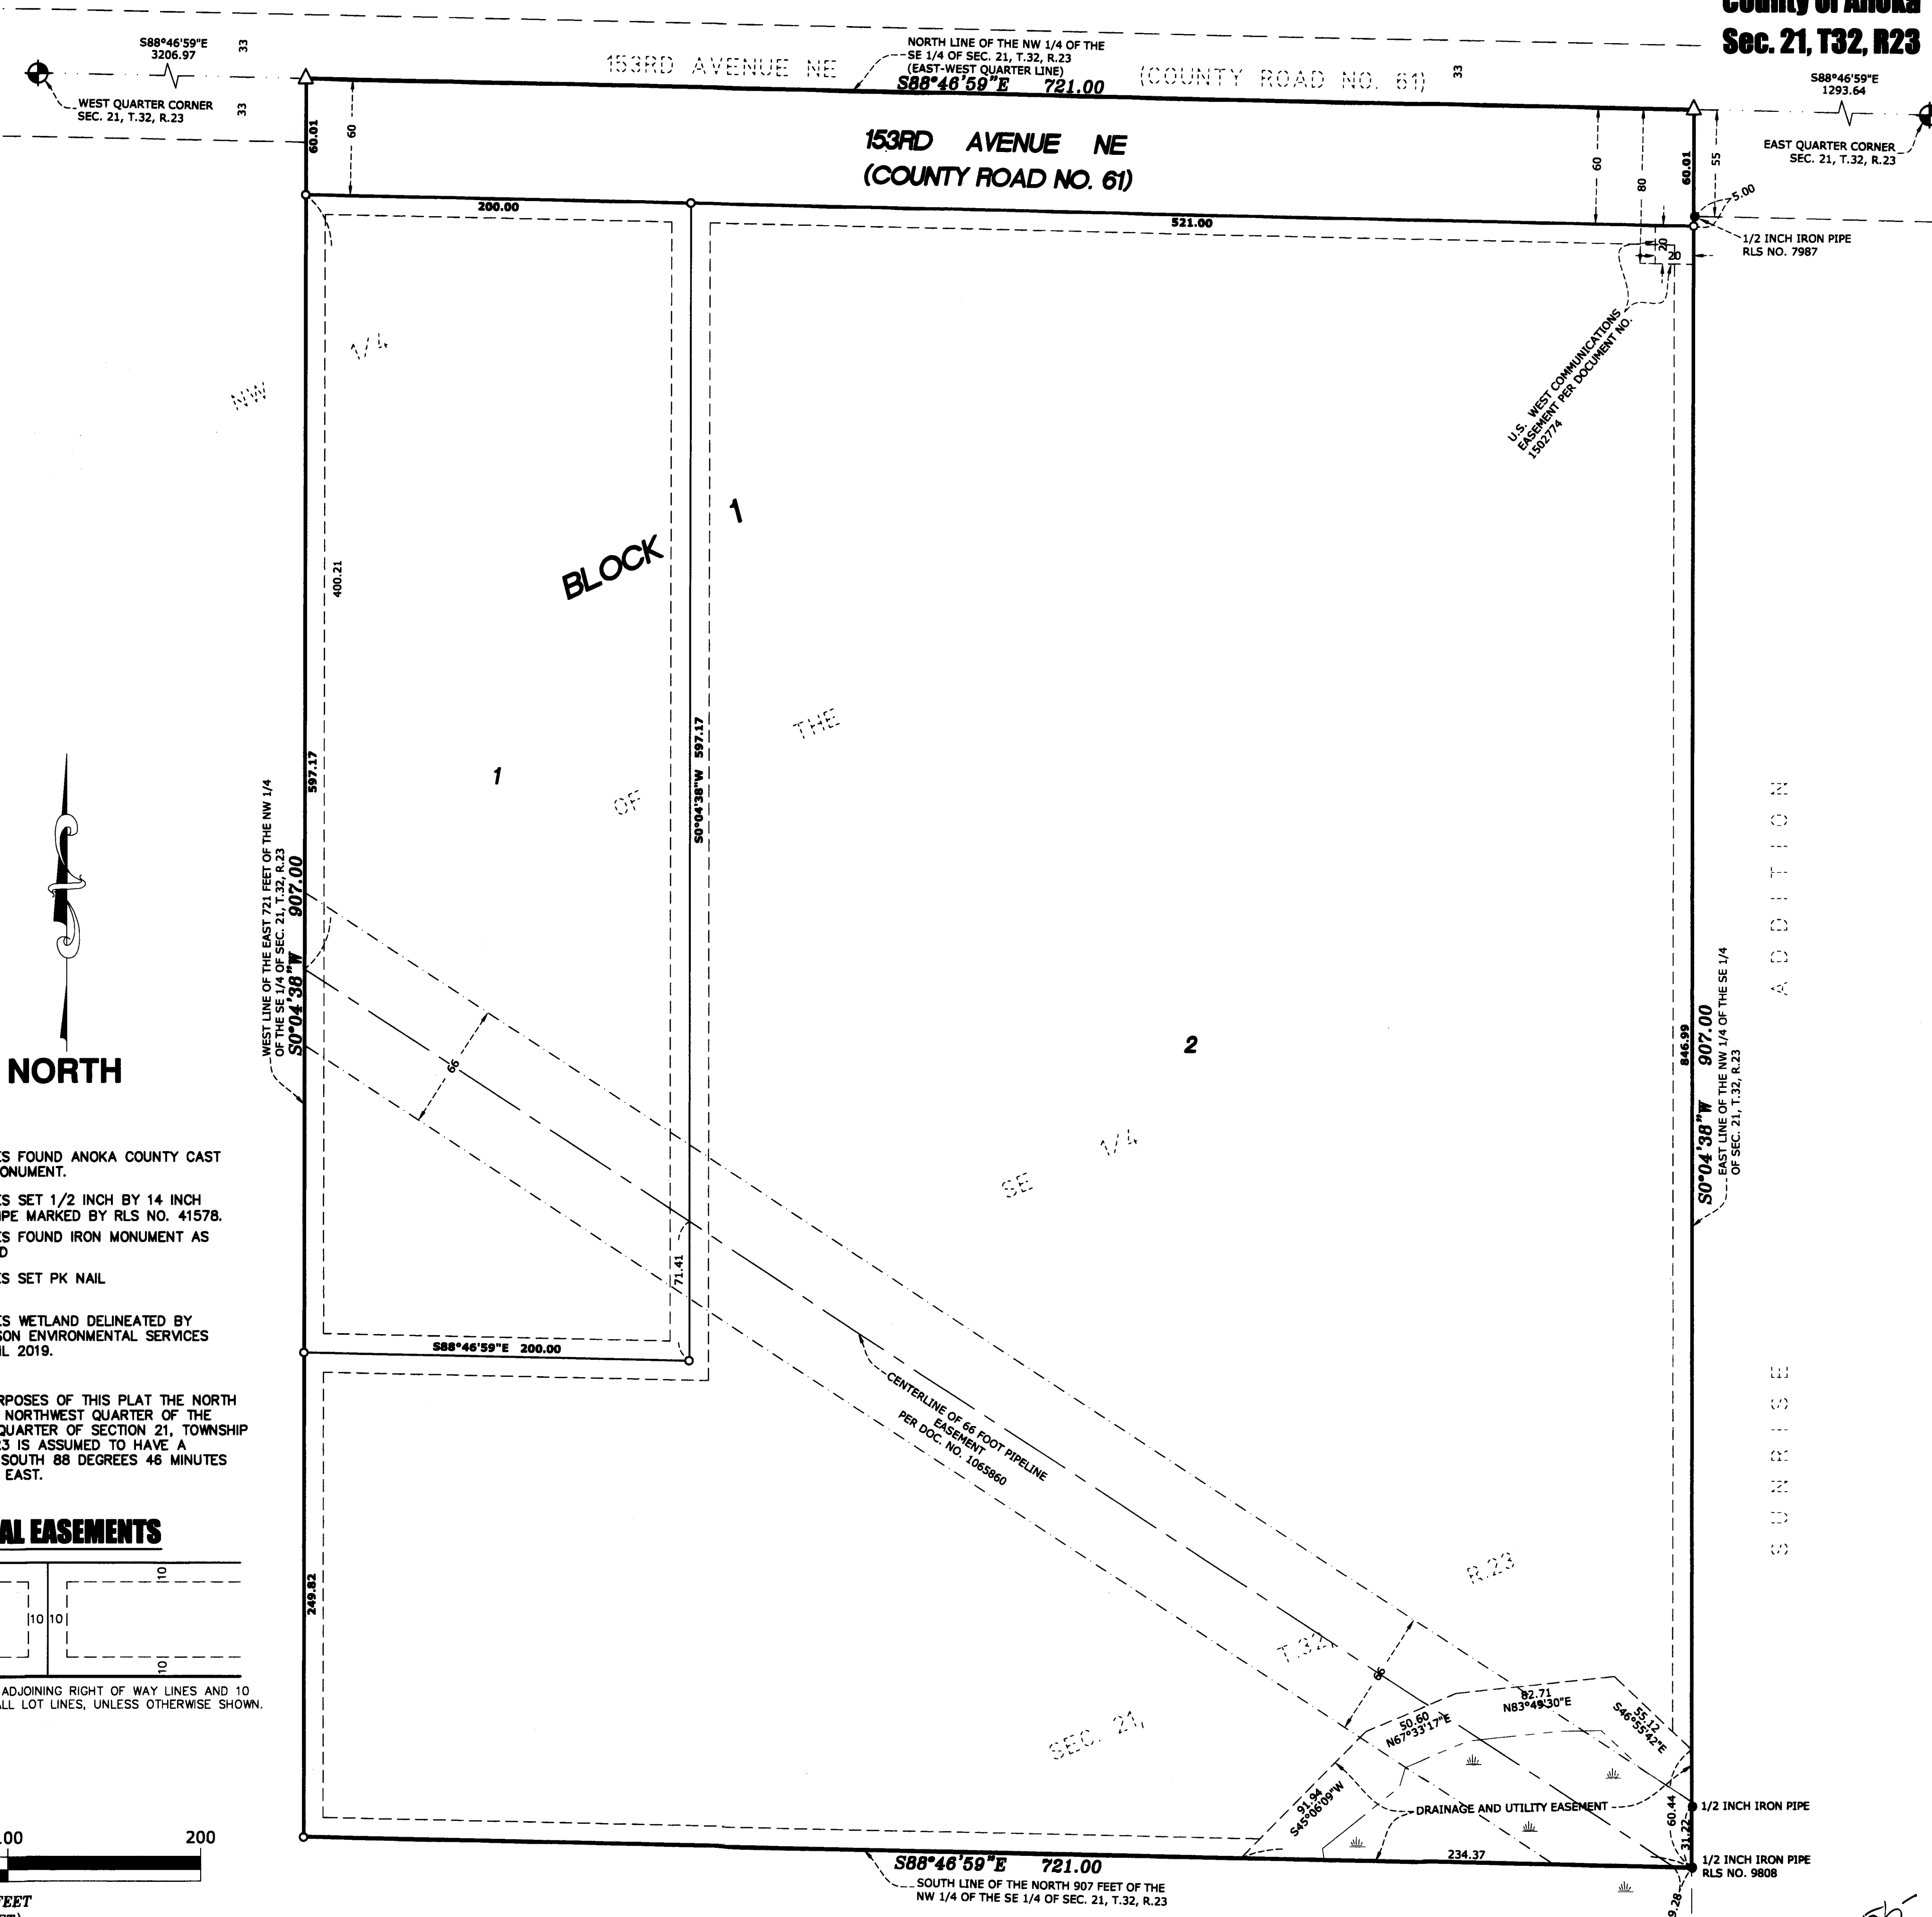 County of Anoka
Sec. 21, T32, R23
S88°46'59"E
3206.97
33
33
WEST QUARTER CORNER
SEC. 21, T.32, R.23
153RD AVENUE NE
NORTH LINE OF THE NW 1/4 OF THE
SE 1/4 OF SEC. 21, T.32, R.23
(EAST-WEST QUARTER LINE)
S88°46'59"E 721.00
(COUNTY ROAD NO. 61)
33
S88°46'59"E
1293.64
EAST QUARTER CORNER
SEC. 21, T.32, R.23
60.01
60
153RD AVENUE NE
(COUNTY ROAD NO. 61)
60
80
60.01
55
5.00
200.00
521.00
1/2 INCH IRON PIPE
RLS NO. 7987
20
20
U.S. WEST COMMUNICATIONS
EASEMENT PER DOCUMENT NO.
1502774
NW
1/4
BLOCK
1
400.21
597.17
S0°04'38"W 597.17
THE
OF
1
2
WEST LINE OF THE EAST 721 FEET OF THE NW 1/4
OF THE SE 1/4 OF SEC. 21, T.32, R.23
S0°04'38"W 907.00
846.99
S0°04'38"W 907.00
EAST LINE OF THE NW 1/4 OF THE SE 1/4
OF SEC. 21, T.32, R.23
ADDITION
SUNRISE
NORTH
66
SE
1/4
71.41
S88°46'59"E 200.00
CENTERLINE OF 66 FOOT PIPELINE
EASEMENT
PER DOC. NO. 1065860
ES FOUND ANOKA COUNTY CAST
ONUMENT.
ES SET 1/2 INCH BY 14 INCH
IPE MARKED BY RLS NO. 41578.
ES FOUND IRON MONUMENT AS
D
ES SET PK NAIL
ES WETLAND DELINEATED BY
SON ENVIRONMENTAL SERVICES
IL 2019.
RPOSES OF THIS PLAT THE NORTH
NORTHWEST QUARTER OF THE
QUARTER OF SECTION 21, TOWNSHIP
23 IS ASSUMED TO HAVE A
SOUTH 88 DEGREES 46 MINUTES
EAST.
AL EASEMENTS
10
10 10
10
ADJOINING RIGHT OF WAY LINES AND 10
ALL LOT LINES, UNLESS OTHERWISE SHOWN.
249.82
R.23
T.32,
SEC. 21,
66
50.60
N67°33'17"E
82.71
N83°49'30"E
55.12
S46°55'42"E
91.94
S45°06'09"W
DRAINAGE AND UTILITY EASEMENT
60.44
31.22
1/2 INCH IRON PIPE
1/2 INCH IRON PIPE
RLS NO. 9808
234.37
9.28
S88°46'59"E 721.00
SOUTH LINE OF THE NORTH 907 FEET OF THE
NW 1/4 OF THE SE 1/4 OF SEC. 21, T.32, R.23
00
200
FEET